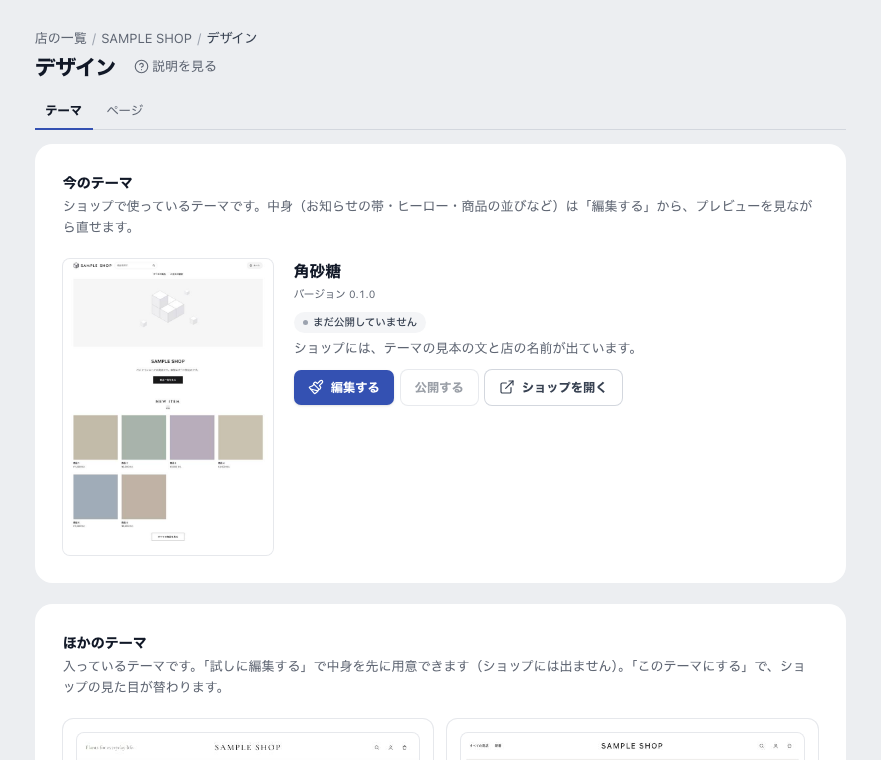 店の一覧 / SAMPLE SHOP / デザイン
デザイン 説明を見る
テーマ ページ
今のテーマ
ショップで使っているテーマです。中身（お知らせの帯・ヒーロー・商品の並びなど）は「編集する」から、プレビューを見なが
ら直せます。
SAMPLE SHOP
SAMPLE SHOP
NEW ITEM
角砂糖
バージョン 0.1.0
まだ公開していません
ショップには、テーマの見本の文と店の名前が出ています。
編集する 公開する ショップを開く
ほかのテーマ
入っているテーマです。「試しに編集する」で中身を先に用意できます（ショップには出ません）。「このテーマにする」で、ショ
ップの見た目が替わります。
SAMPLE SHOP
SAMPLE SHOP